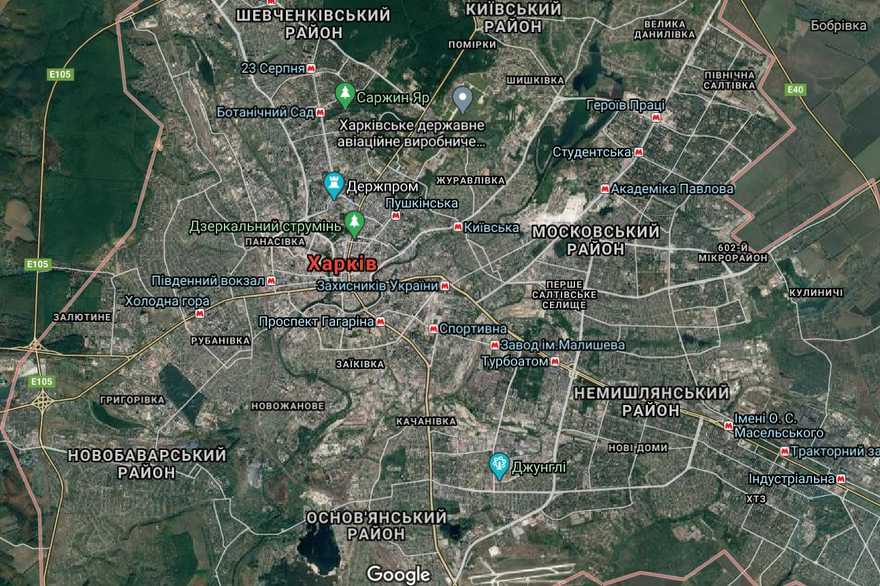 ШЕВЧЕНКІВСЬКИЙ
РАЙОН
КИЇВСЬКИЙ
РАЙОН
ВЕЛИКА
ДАНИЛІВКА
Бобрівка
ПОМІРКИ
E105
23 Серпня
ШИШКІВКА
ПІВНІЧНА
САЛТІВКА
E40
Саржин Яр
Ботанічний Сад
Героїв Праці
Харківське державне
авіаційне виробниче...
Студентська
Держпром
ЖУРАВЛІВКА
Академіка Павлова
Пушкінська
Дзеркальний струмінь
Київська
МОСКОВСЬКИЙ
РАЙОН
ПАНАСІВКА
602-Й
МІКРОРАЙОН
E105
Харків
Південний вокзал
Захисників України
ПЕРШЕ
САЛТІВСЬКЕ
СЕЛИЩЕ
КУЛИНИЧІ
Холодна гора
ЗАЛЮТИНЕ
Проспект Гагаріна
Спортивна
РУБАНІВКА
Завод ім.Малишева
Турбоатом
ЗАЇКІВКА
E105
НЕМИШЛЯНСЬКИЙ
РАЙОН
ГРИГОРІВКА
НОВОЖАНОВЕ
КАЧАНІВКА
Імені О. С.
Масельського
НОВОБАВАРСЬКИЙ
РАЙОН
НОВІ ДОМИ
Тракторний за
Джунглі
Індустріальна
ХТЗ
ОСНОВ'ЯНСЬКИЙ
РАЙОН
Google